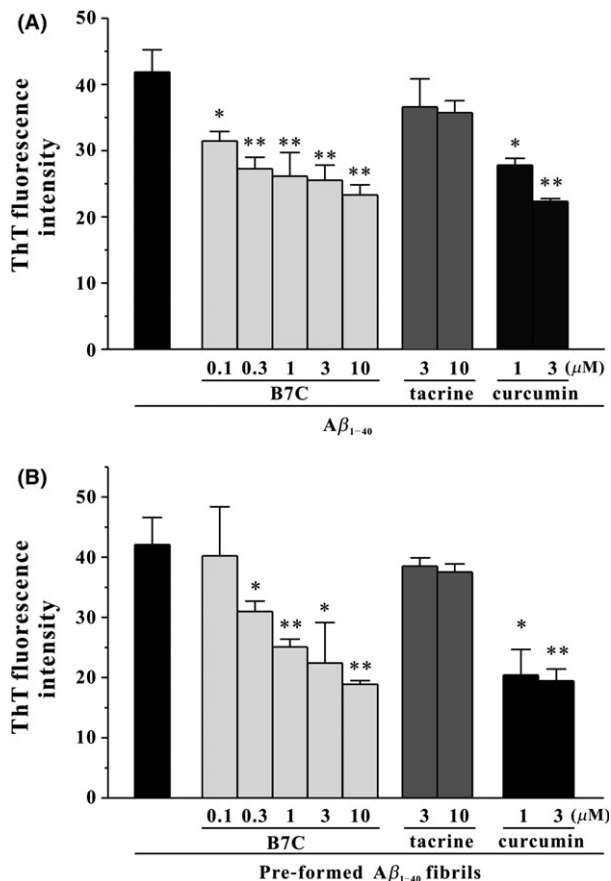 (A)
50
40
30
20
10
0
ThT fluorescence
intensity
*
**
**
**
**
*
**
0.1 0.3 1 3 10 3 10 1 3 (μM)
B7C tacrine curcumin
Aβ1−40
(B)
50
40
30
20
10
0
ThT fluorescence
intensity
*
**
*
**
*
**
0.1 0.3 1 3 10 3 10 1 3 (μM)
B7C tacrine curcumin
Pre-formed Aβ1−40 fibrils